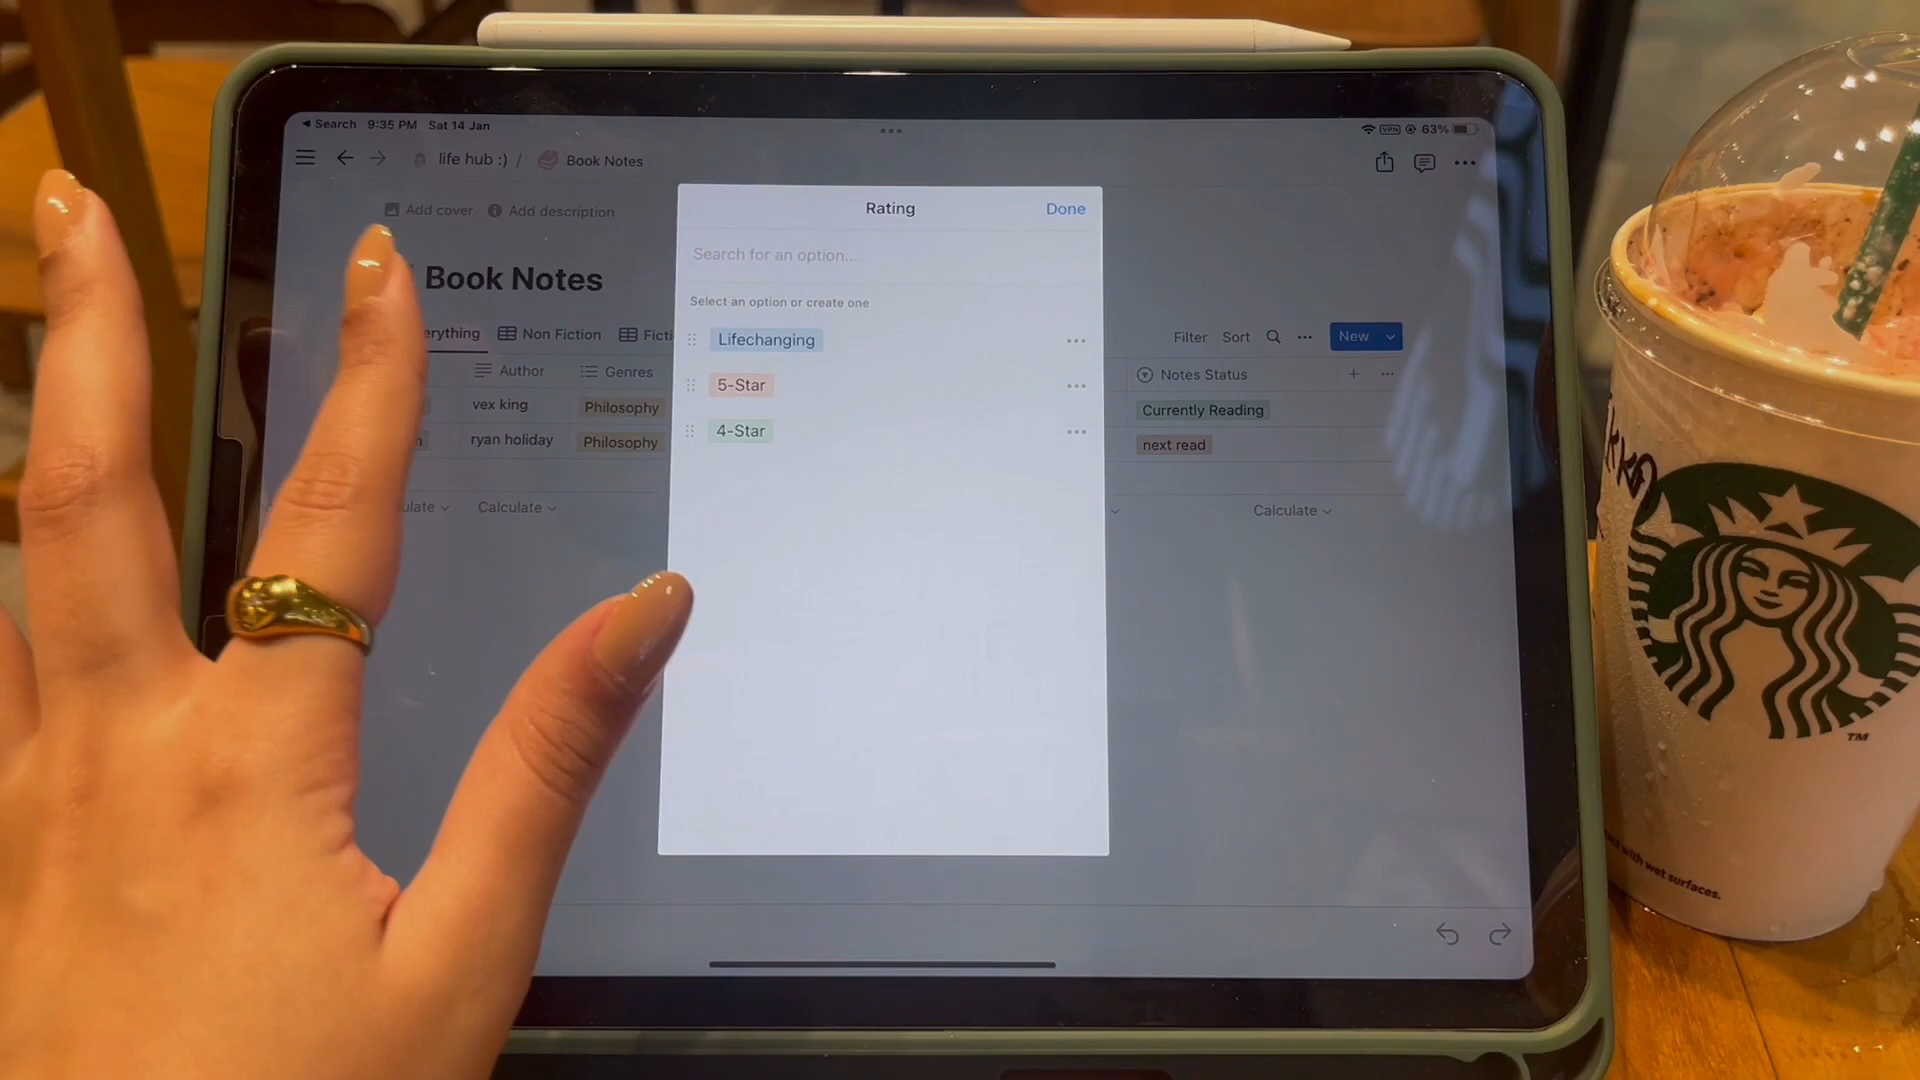 Search 9:35 PM Sat 14 Jan
VPN 63%
life hub :) / Book Notes
Add cover Add description
Book Notes
Non Fiction
Filter Sort New
Author Genres Notes Status
vex king Philosophy Currently Reading
ryan holiday Philosophy next read
Calculate Calculate
Rating Done
Search for an option...
Select an option or create one
Lifechanging
5-Star
4-Star
with wet surfaces.
TM